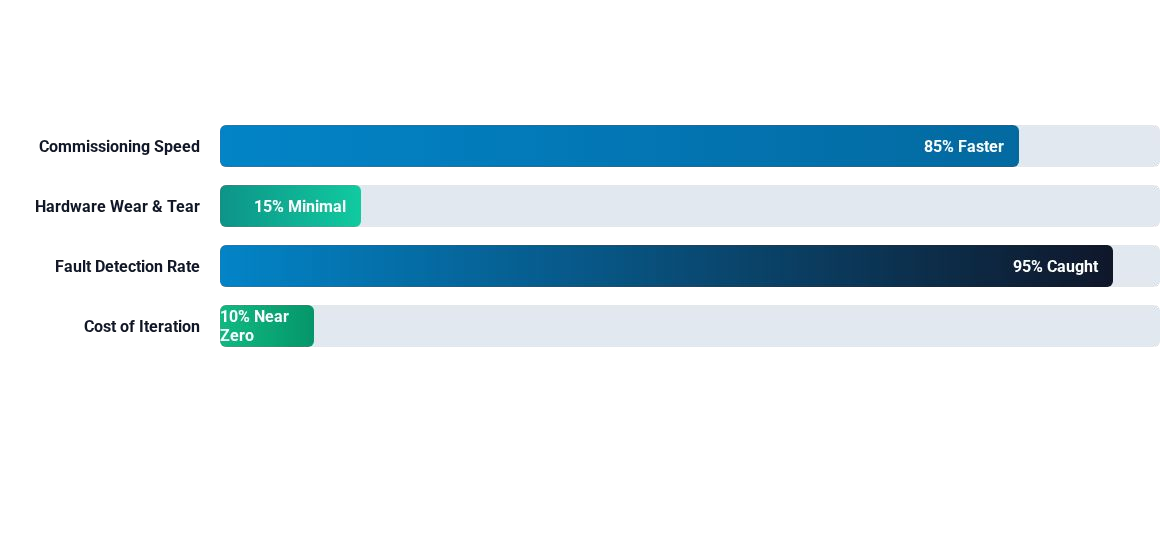 Commissioning Speed
85% Faster
Hardware Wear & Tear
15% Minimal
Fault Detection Rate
95% Caught
Cost of Iteration
10% Near
Zero